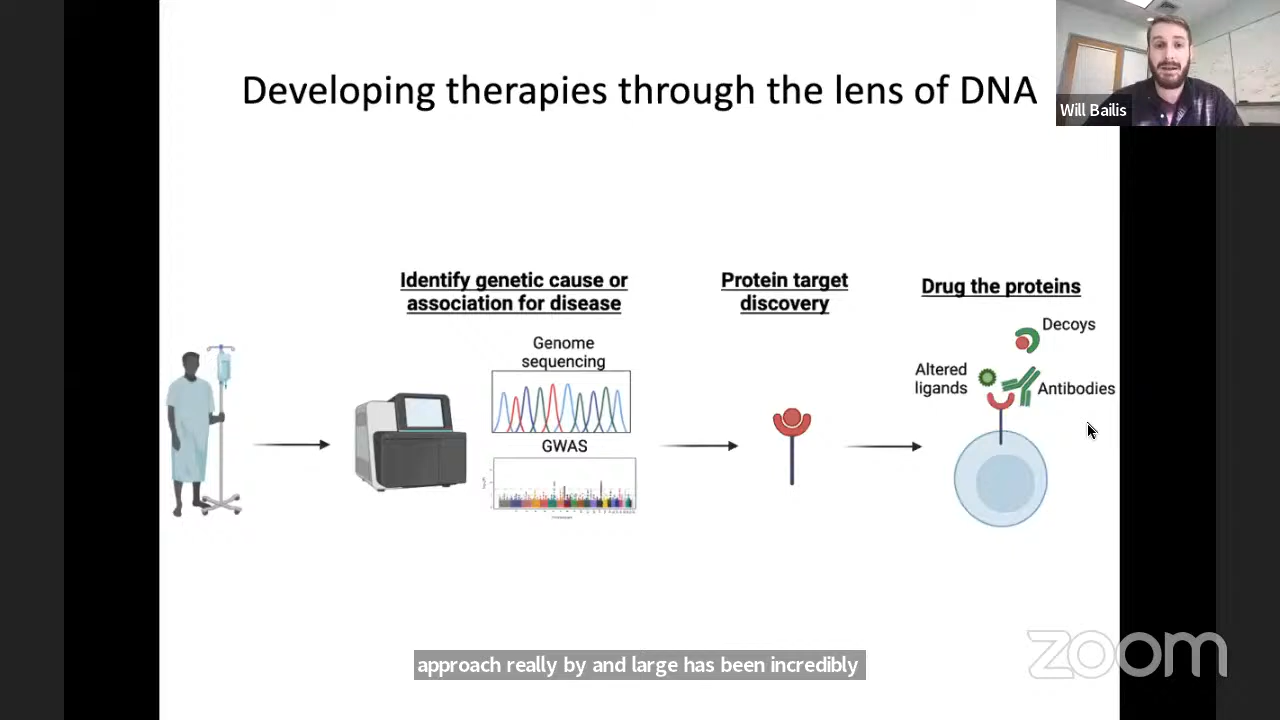 Developing therapies through the lens of DNA
Will Bailis
Identify genetic cause or
association for disease
Genome
sequencing
GWAS
Protein target
discovery
Drug the proteins
Decoys
Altered
ligands
Antibodies
approach really by and large has been incredibly
zoom